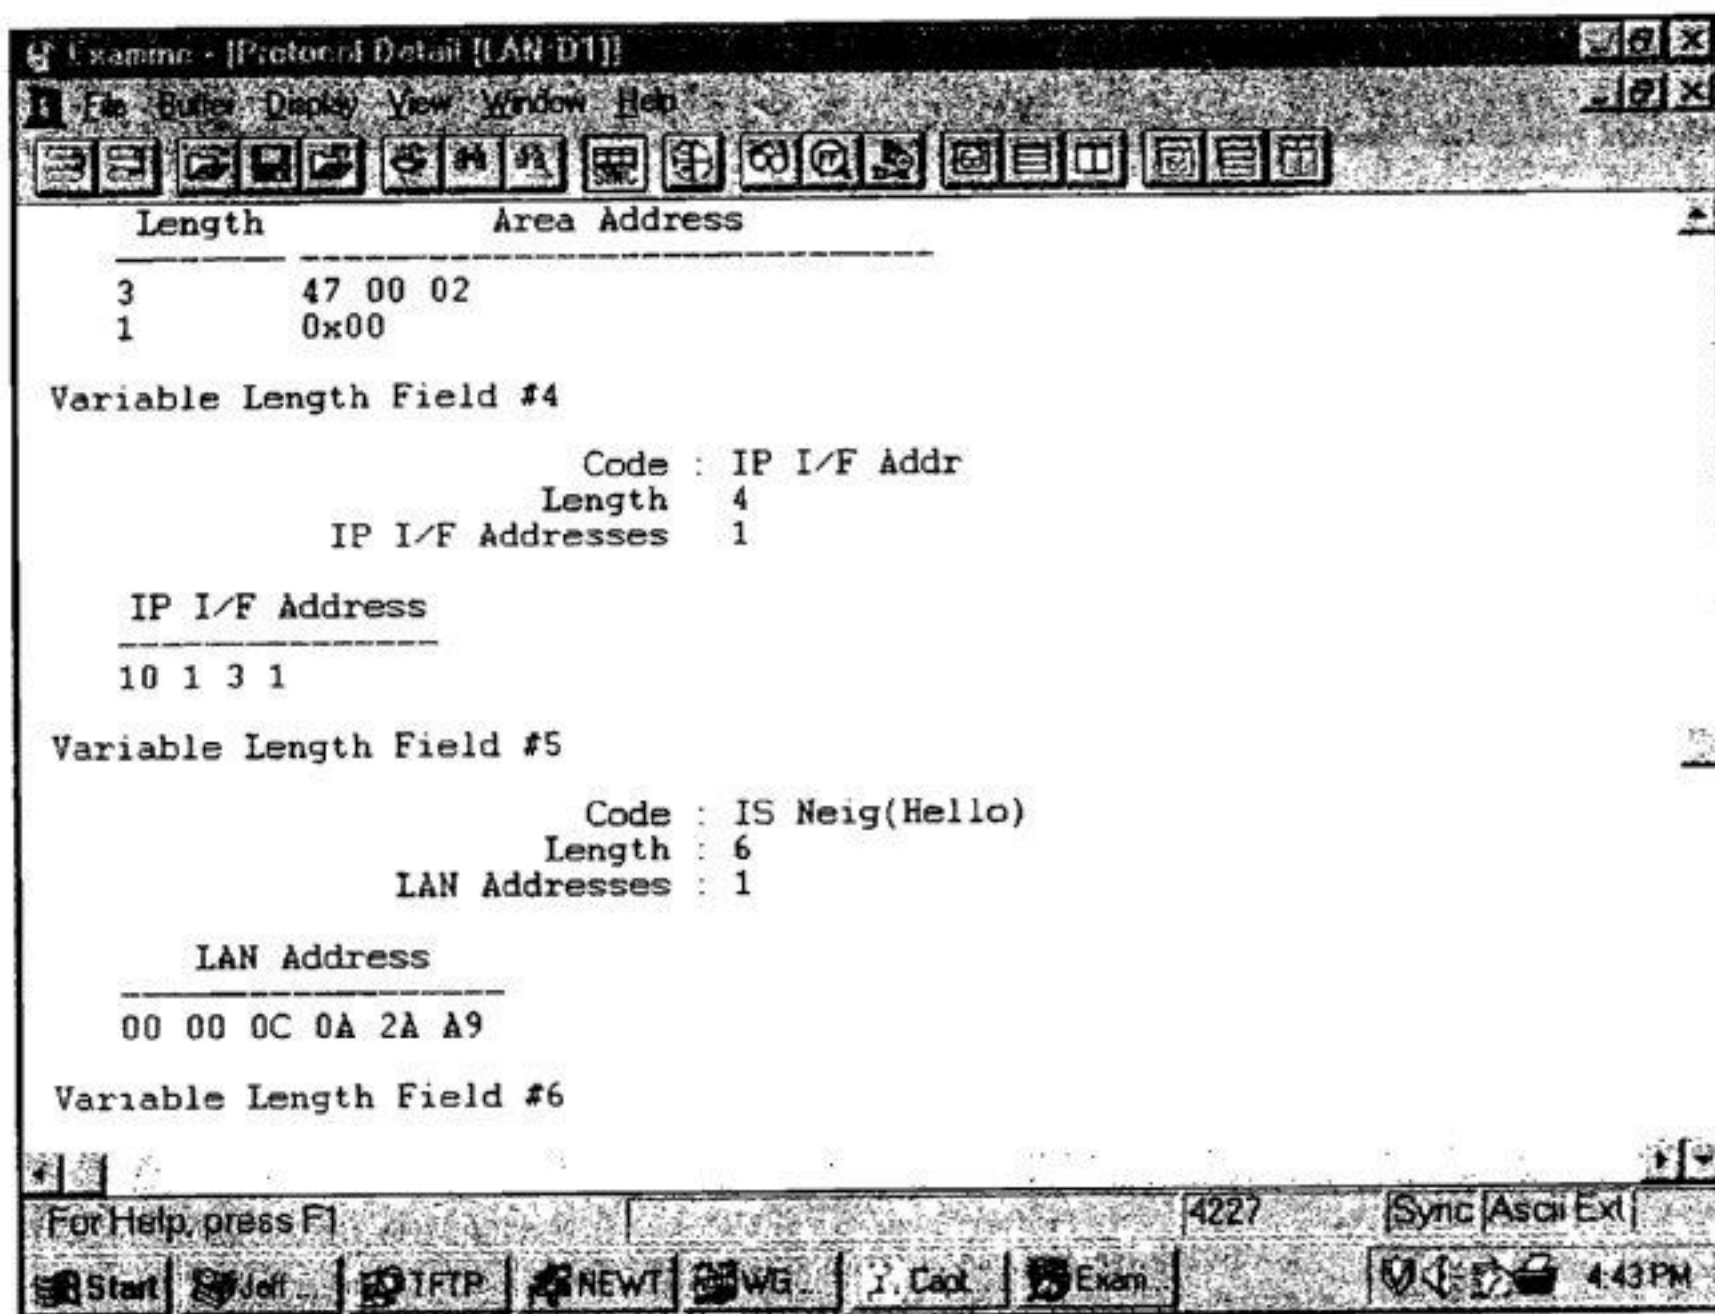 Examine - [Protocol Detail [LAN-D1]]
File Buffer Display View Window Help
Length Area Address
3 47 00 02
1 0x00
Variable Length Field #4
Code : IP I/F Addr
Length 4
IP I/F Addresses 1
IP I/F Address
10 1 3 1
Variable Length Field #5
Code : IS Neig(Hello)
Length : 6
LAN Addresses : 1
LAN Address
00 00 0C 0A 2A A9
Variable Length Field #6
For Help, press F1 4227 Sync Ascii Ext
Start Jeff... TFTP NEWT WG... Exam... 4:43 PM